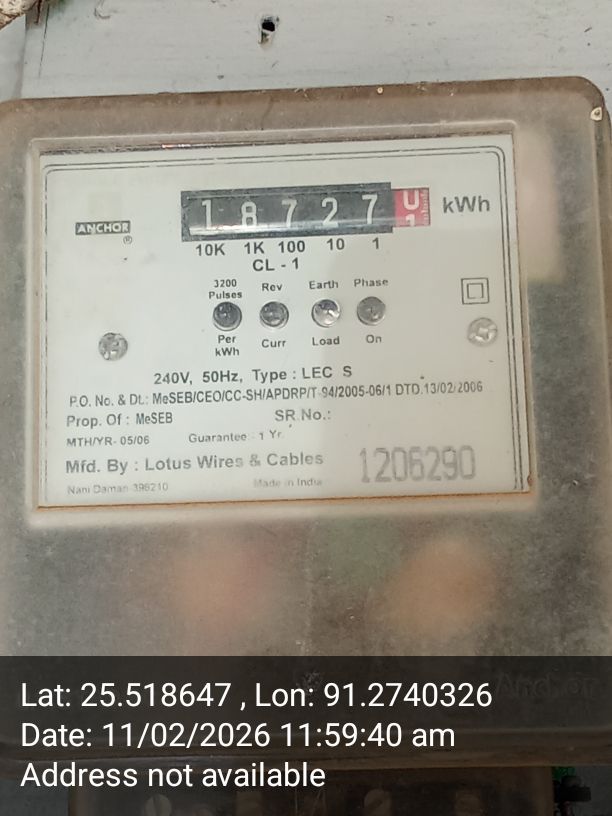 ANCHOR
®
1 8 7 2 7 kWh
10K 1K 100 10 1
CL - 1
3200 Pulses Rev Earth Phase
Per kWh Curr Load On
240V, 50Hz, Type : LEC S
P.O. No. & Dt.: MeSEB/CEO/CC-SH/APDRP/T-94/2005-06/1 DTD.13/02/2006
Prop. Of : MeSEB SR.No.:
MTH/YR- 05/06 Guarantee - 1 Yr.
Mfd. By : Lotus Wires & Cables 1206290
Nani Daman-396210 Made in India
Anchor
Lat: 25.518647 , Lon: 91.2740326
Date: 11/02/2026 11:59:40 am
Address not available